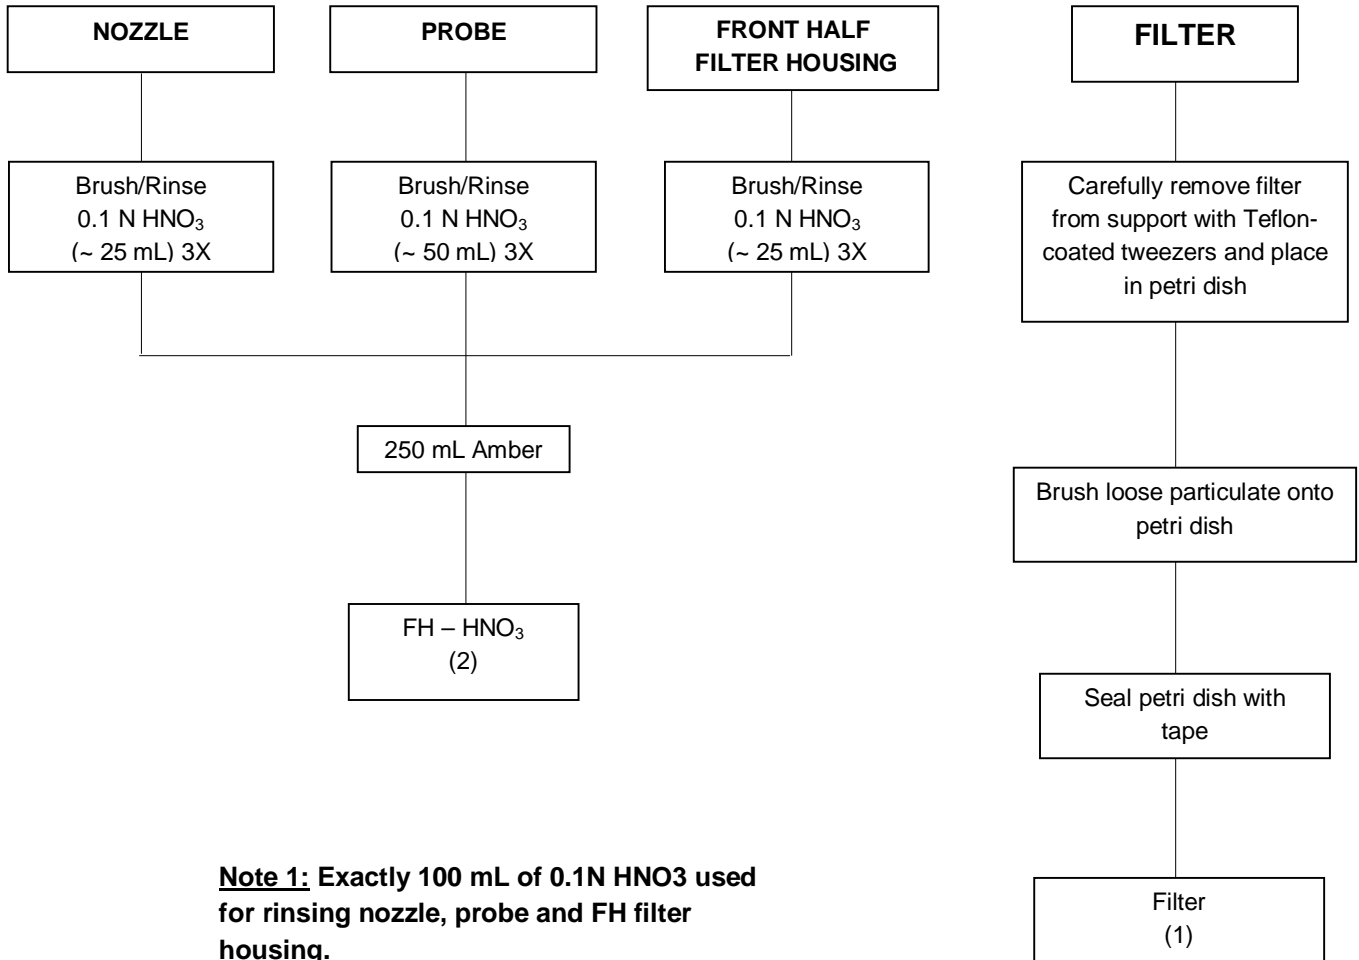 NOZZLE
Brush/Rinse
0.1 N HNO₃
(~ 25 mL) 3X
PROBE
Brush/Rinse
0.1 N HNO₃
(~ 50 mL) 3X
FRONT HALF
FILTER HOUSING
Brush/Rinse
0.1 N HNO₃
(~ 25 mL) 3X
250 mL Amber
FH – HNO₃
(2)
FILTER
Carefully remove filter
from support with Teflon-
coated tweezers and place
in petri dish
Brush loose particulate onto
petri dish
Seal petri dish with
tape
Filter
(1)
Note 1: Exactly 100 mL of 0.1N HNO3 used
for rinsing nozzle, probe and FH filter
housing.